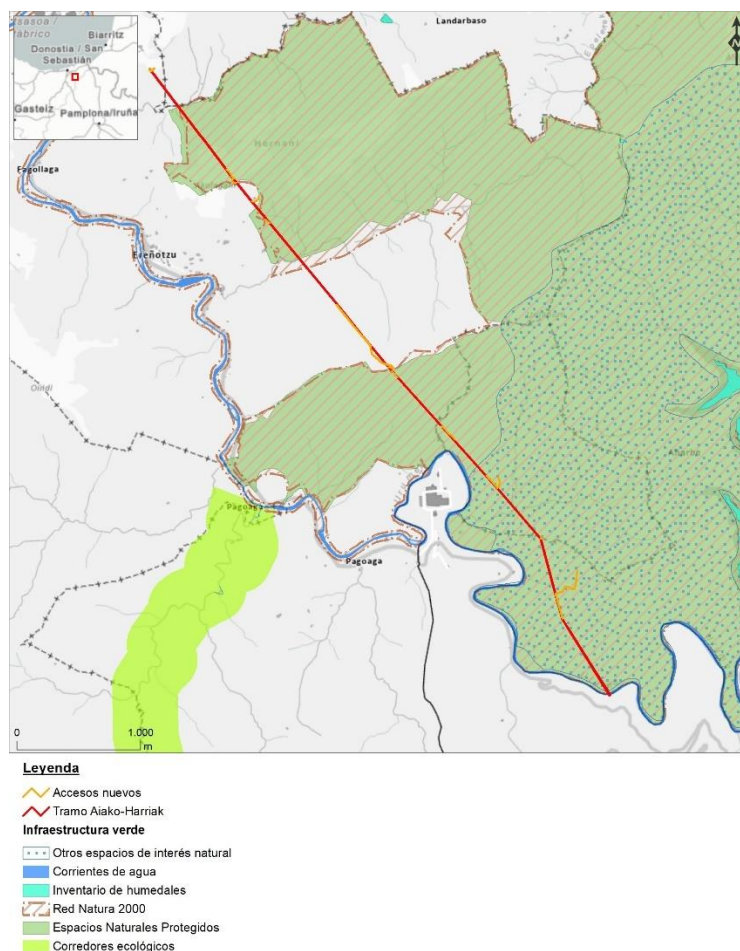 Landarbaso
tsasoa /
Biarritz
Donostia / San
Sebastián
Gasteiz
Pamplona/Iruña
Hernani
Fagollaga
Ereñotzu
Oindi
Pagoaga
Pagoaga
0
1.000
m
Leyenda
Accesos nuevos
Tramo Aiako-Harriak
Infraestructura verde
Otros espacios de interés natural
Corrientes de agua
Inventario de humedales
Red Natura 2000
Espacios Naturales Protegidos
Corredores ecológicos